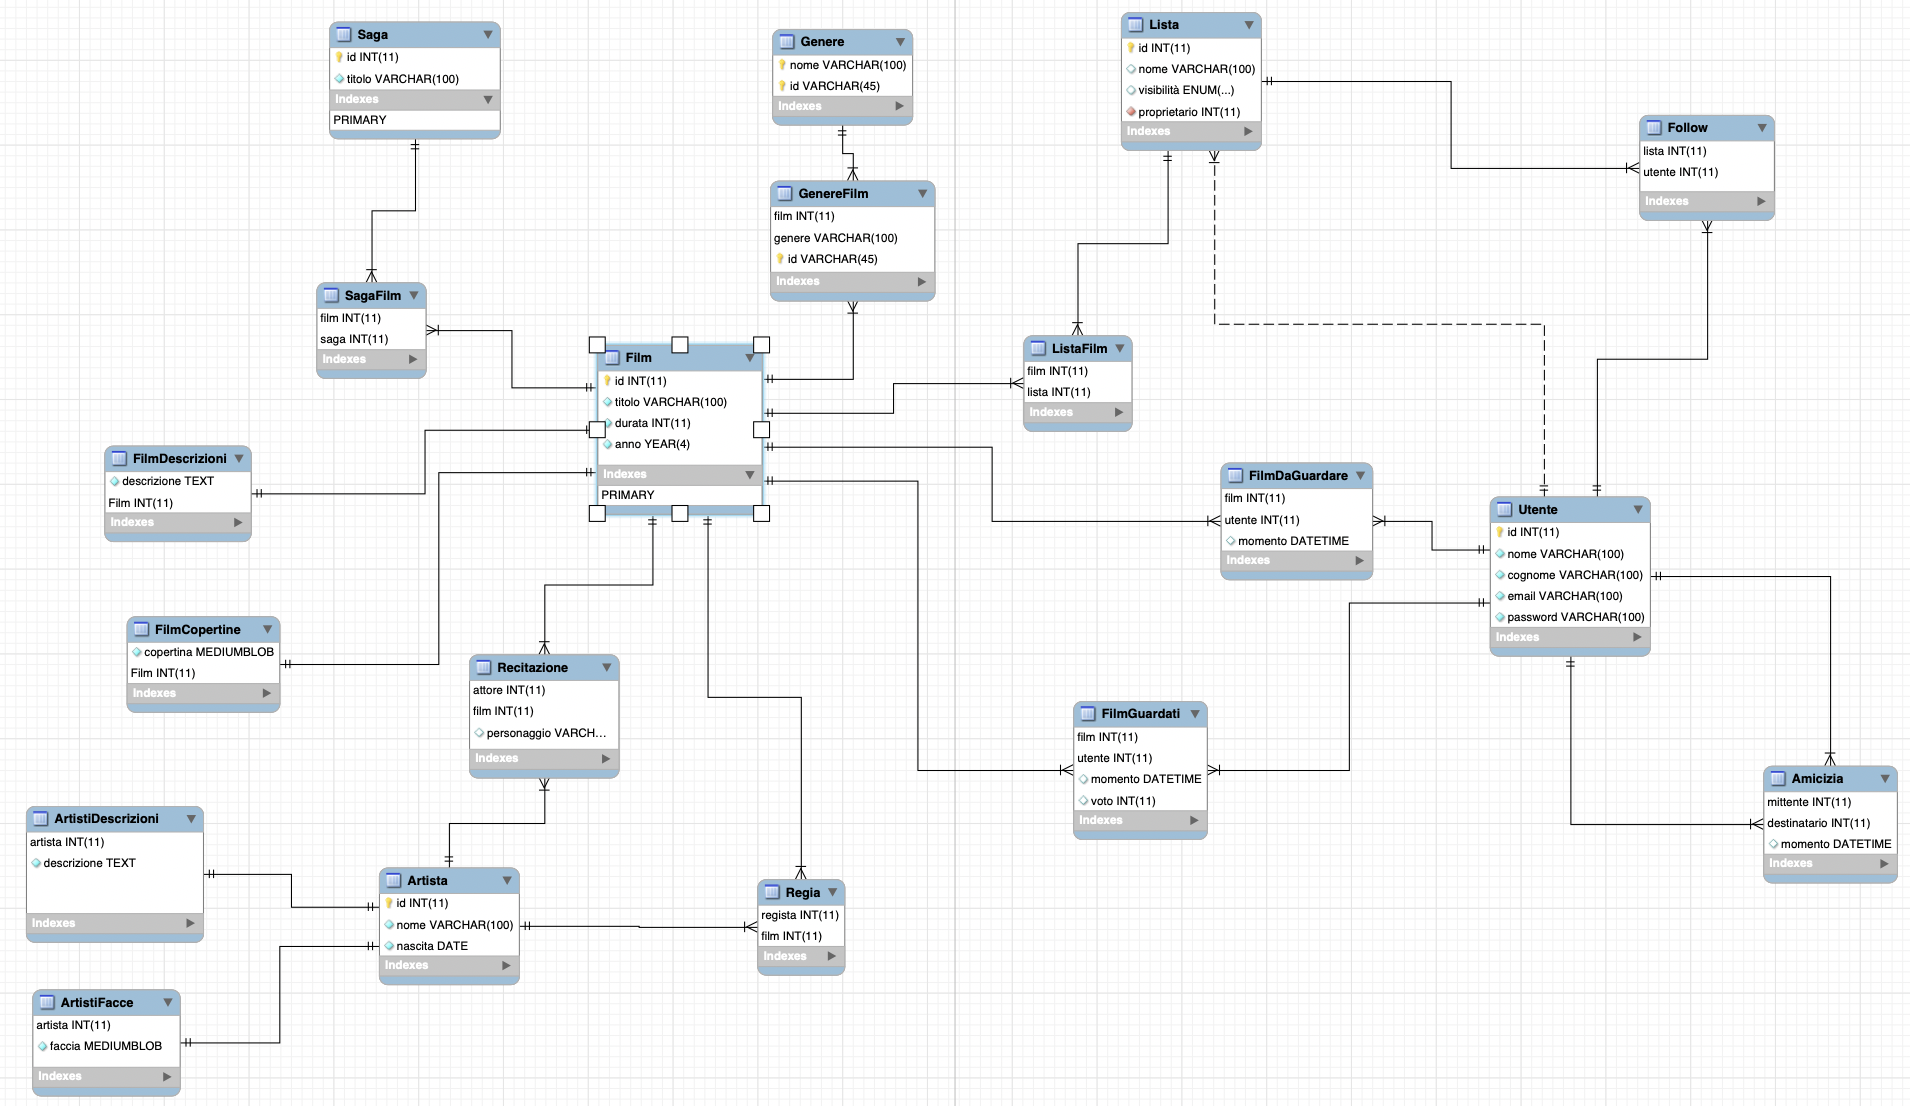 Saga
id INT(11)
titolo VARCHAR(100)
Indexes
PRIMARY
Genere
nome VARCHAR(100)
id VARCHAR(45)
Indexes
Lista
id INT(11)
nome VARCHAR(100)
visibilità ENUM(...)
proprietario INT(11)
Indexes
Follow
lista INT(11)
utente INT(11)
Indexes
GenereFilm
film INT(11)
genere VARCHAR(100)
id VARCHAR(45)
Indexes
SagaFilm
film INT(11)
saga INT(11)
Indexes
Film
id INT(11)
titolo VARCHAR(100)
durata INT(11)
anno YEAR(4)
Indexes
PRIMARY
ListaFilm
film INT(11)
lista INT(11)
Indexes
FilmDescrizioni
descrizione TEXT
Film INT(11)
Indexes
FilmDaGuardare
film INT(11)
utente INT(11)
momento DATETIME
Indexes
Utente
id INT(11)
nome VARCHAR(100)
cognome VARCHAR(100)
email VARCHAR(100)
password VARCHAR(100)
Indexes
FilmCopertine
copertina MEDIUMBLOB
Film INT(11)
Indexes
Recitazione
attore INT(11)
film INT(11)
personaggio VARCH...
Indexes
FilmGuardati
film INT(11)
utente INT(11)
momento DATETIME
voto INT(11)
Indexes
Amicizia
mittente INT(11)
destinatario INT(11)
momento DATETIME
Indexes
ArtistiDescrizioni
artista INT(11)
descrizione TEXT
Indexes
Artista
id INT(11)
nome VARCHAR(100)
nascita DATE
Indexes
Regia
regista INT(11)
film INT(11)
Indexes
ArtistiFacce
artista INT(11)
faccia MEDIUMBLOB
Indexes